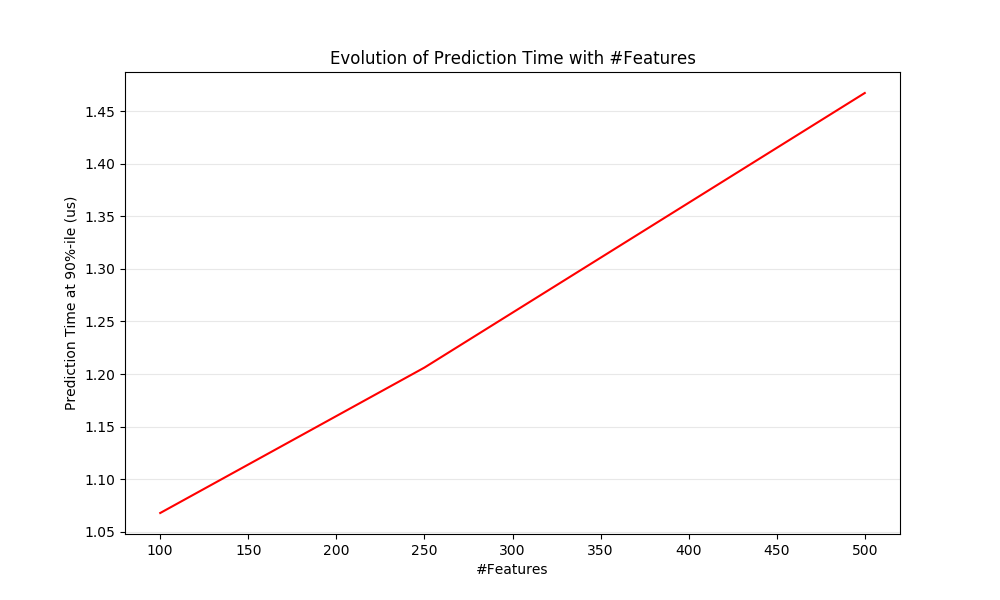 Evolution of Prediction Time with #Features
Prediction Time at 90%-ile (us)
1.45
1.40
1.35
1.30
1.25
1.20
1.15
1.10
1.05
100 150 200 250 300 350 400 450 500
#Features